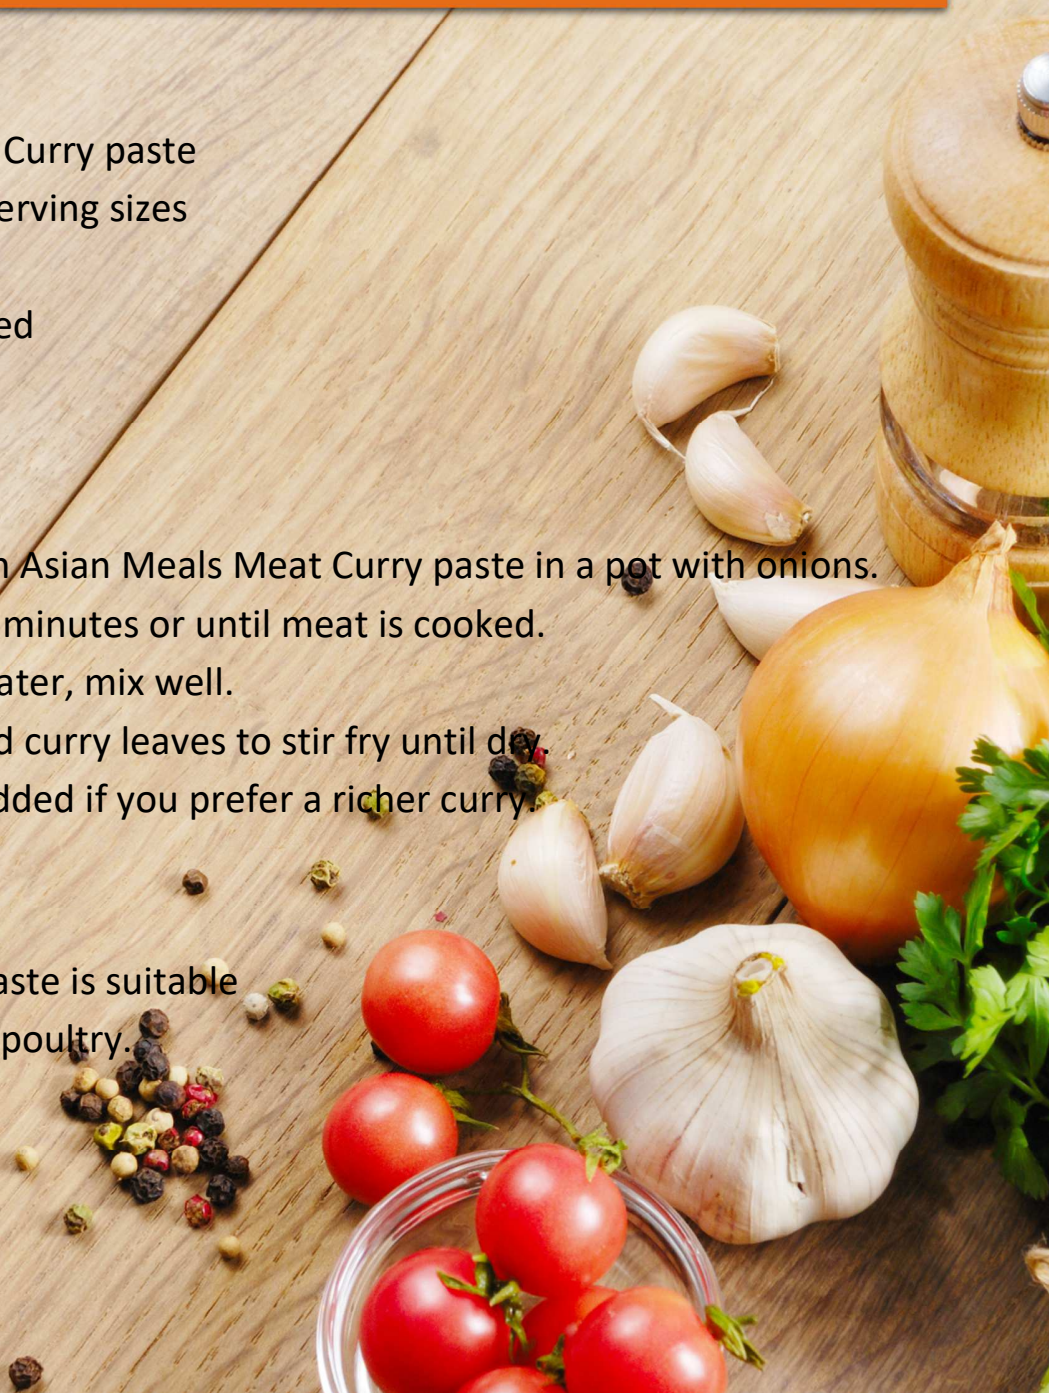 Curry paste
erving sizes
ed
n Asian Meals Meat Curry paste in a pot with onions.
minutes or until meat is cooked.
ater, mix well.
d curry leaves to stir fry until dry.
dded if you prefer a richer curry.
aste is suitable
poultry.